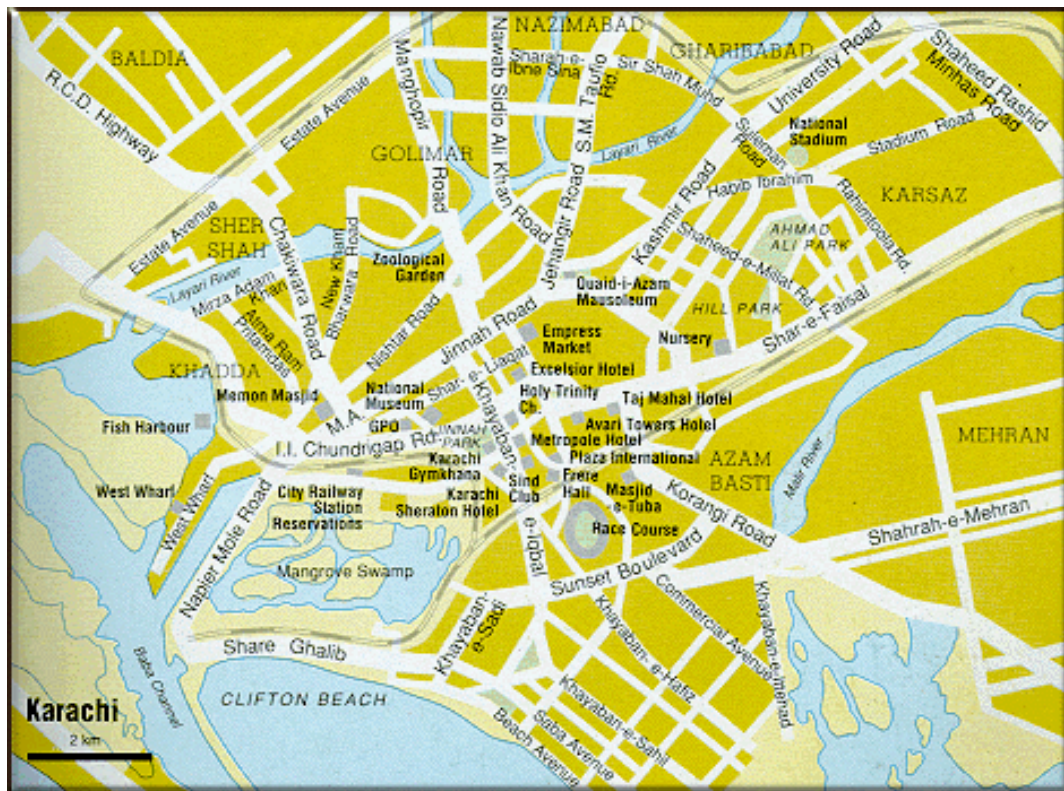 NAZIMABAD
BALDIA
GHARIBABAD
Sharah-e-
Ibne Sina
Sir Shah Muhd
Suleman
Road
University Road
Shaheed Rashid
Minhas Road
R.C.D. Highway
Estate Avenue
Manghopir
Road
Nawab Sidio Ali Khan Road
S.M. Taufio
Rd.
Jehangir Road
National
Stadium
Stadium Road
Layari River
GOLIMAR
Kashmir Road
Habib Ibrahim
KARSAZ
Rahimtoola Rd.
Estate Avenue
SHER
SHAH
Chakiwara Road
New Kham
Bhatwara Road
AHMAD
ALI PARK
Shaheed-e-Millat Rd.
Zoological
Garden
Layari River
Mirza Adam
Khan
Quaid-i-Azam
Mausoleum
HILL PARK
Shar-e-Faisal
Atma Ram
Pritamdas
Nishtar Road
M.A.
Jinnah Road
Empress
Market
Nursery
KHADDA
Shar-e-Liaqat
Excelsior Hotel
Memon Masjid
National
Museum
Khayaban-
e-Iqbal
Holy Trinity
Ch.
Taj Mahal Hotel
Fish Harbour
GPO
JINNAH
PARK
Avari Towers Hotel
MEHRAN
I.I. Chundrigap Rd.
Metropole Hotel
Karachi
Gymkhana
Plaza International
AZAM
BASTI
Malir River
West Wharf
West Wharf
City Railway
Station
Reservations
Karachi
Sheraton Hotel
Sind
Club
Frere
Hall
Masjid
-e-Tuba
Korangi Road
Race Course
Shahrah-e-Mehran
Napier Mole Road
Mangrove Swamp
Sunset Boulevard
Khayaban-
e-Sadi
Khayaban-e-Hafiz
Commercial Avenue
Share Ghalib
Baba Channel
CLIFTON BEACH
Khayaban-e-Sahil
Saba Avenue
Beach Avenue
Karachi
2 km